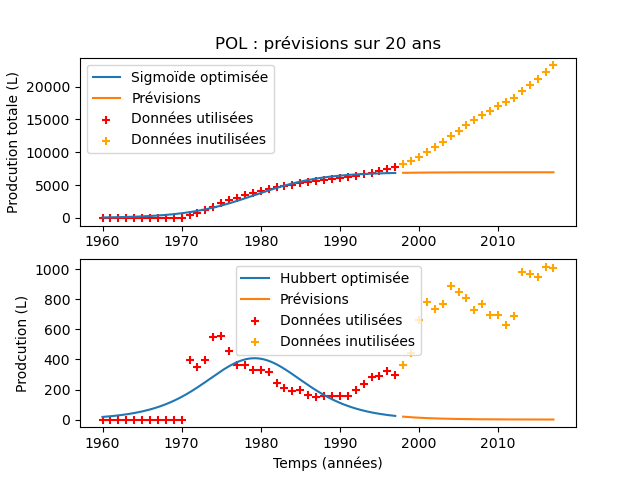 POL : prévisions sur 20 ans
Prodcution totale (L)
20000
15000
10000
5000
0
Sigmoïde optimisée
Prévisions
Données utilisées
Données inutilisées
1960 1970 1980 1990 2000 2010
Prodcution (L)
1000
800
600
400
200
0
Hubbert optimisée
Prévisions
Données utilisées
Données inutilisées
1960 1970 1980 1990 2000 2010
Temps (années)